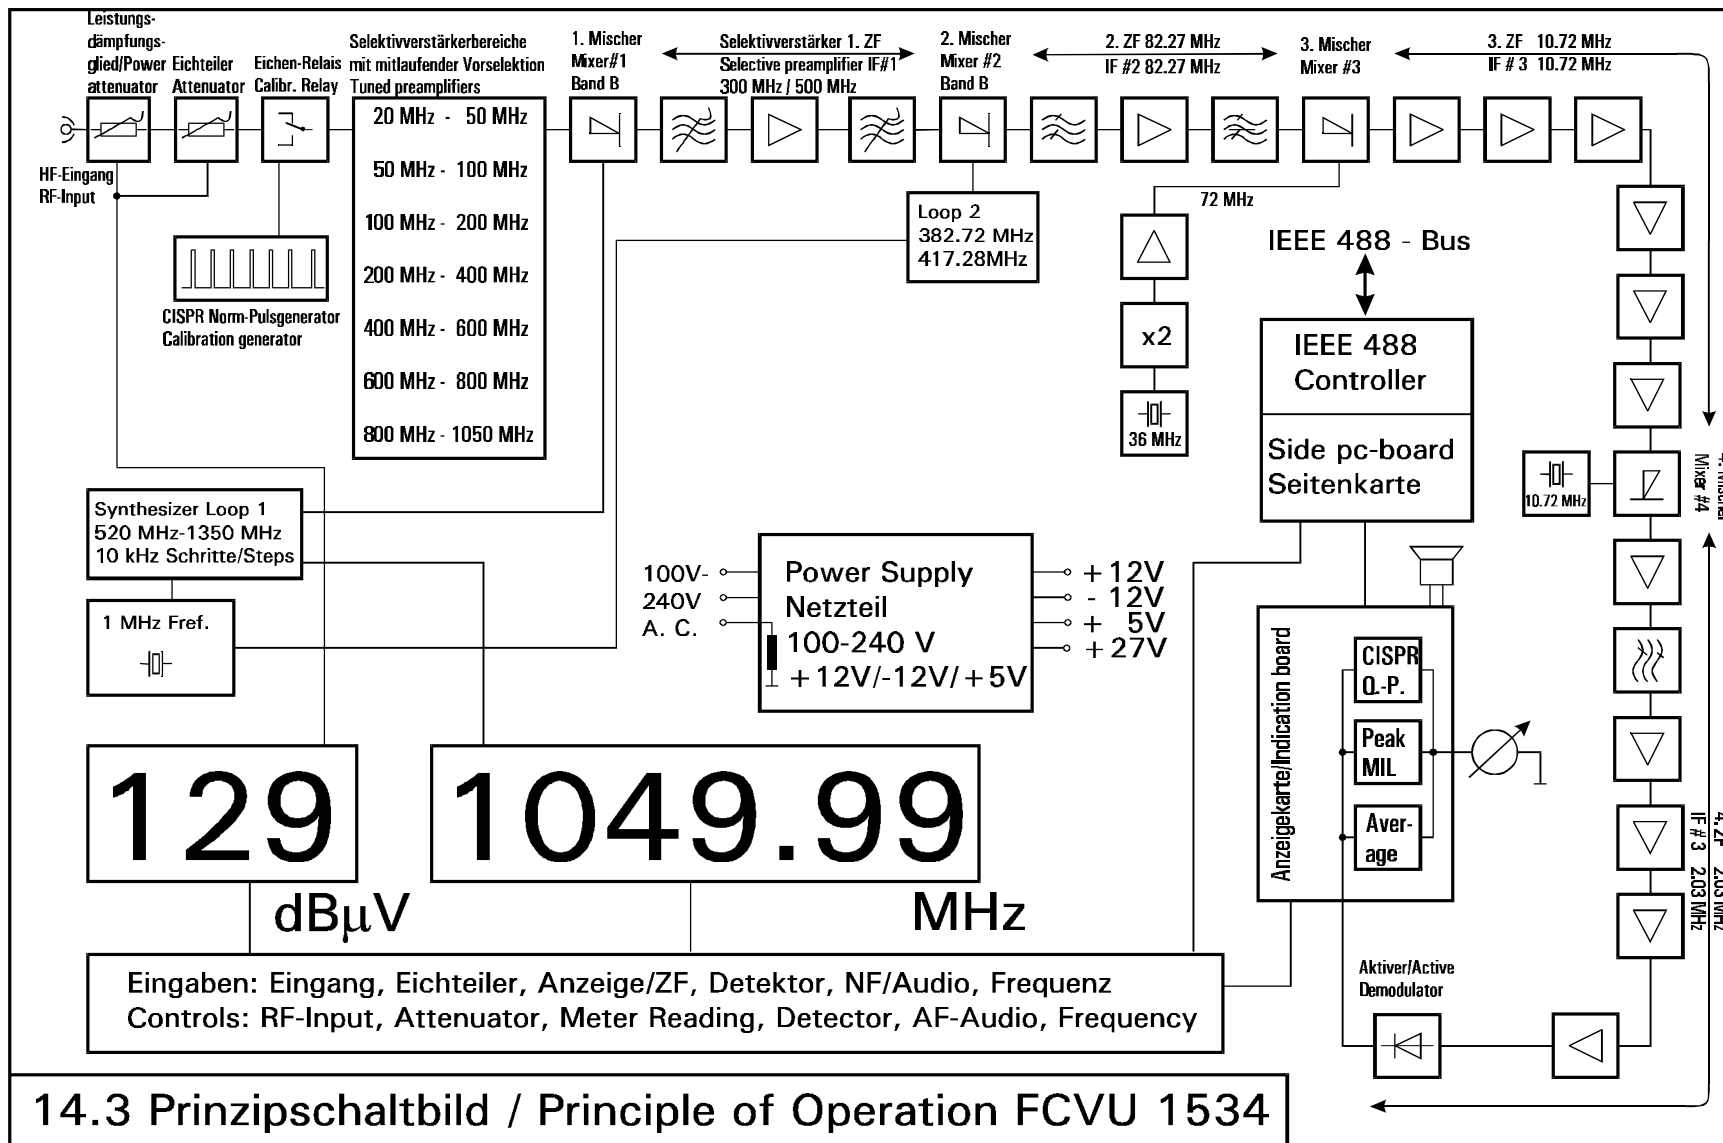 Leistungs-
dämpfungs-
glied/Power
attenuator
Eichteiler
Attenuator
Eichen-Relais
Calibr. Relay
Selektivverstärkerbereiche
mit mitlaufender Vorselektion
Tuned preamplifiers
1. Mischer
Mixer#1
Band B
Selektivverstärker 1. ZF
Selective preamplifier IF#1
300 MHz / 500 MHz
2. Mischer
Mixer #2
Band B
2. ZF 82.27 MHz
IF #2 82.27 MHz
3. Mischer
Mixer #3
3. ZF 10.72 MHz
IF # 3 10.72 MHz
HF-Eingang
RF-Input
20 MHz - 50 MHz
50 MHz - 100 MHz
100 MHz - 200 MHz
200 MHz - 400 MHz
400 MHz - 600 MHz
600 MHz - 800 MHz
800 MHz - 1050 MHz
CISPR Norm-Pulsgenerator
Calibration generator
Loop 2
382.72 MHz
417.28MHz
72 MHz
x2
36 MHz
IEEE 488 - Bus
IEEE 488
Controller
Side pc-board
Seitenkarte
10.72 MHz
4. Mischer
Mixer #4
Synthesizer Loop 1
520 MHz-1350 MHz
10 kHz Schritte/Steps
1 MHz Fref.
100V-
240V
A. C.
Power Supply
Netzteil
100-240 V
+12V/-12V/+5V
+12V
- 12V
+ 5V
+27V
Anzeigekarte/Indication board
CISPR
Q.-P.
Peak
MIL
Aver-
age
4. ZF 2.03 MHz
IF # 3 2.03 MHz
129
dBµV
1049.99
MHz
Aktiver/Active
Demodulator
Eingaben: Eingang, Eichteiler, Anzeige/ZF, Detektor, NF/Audio, Frequenz
Controls: RF-Input, Attenuator, Meter Reading, Detector, AF-Audio, Frequency
14.3 Prinzipschaltbild / Principle of Operation FCVU 1534